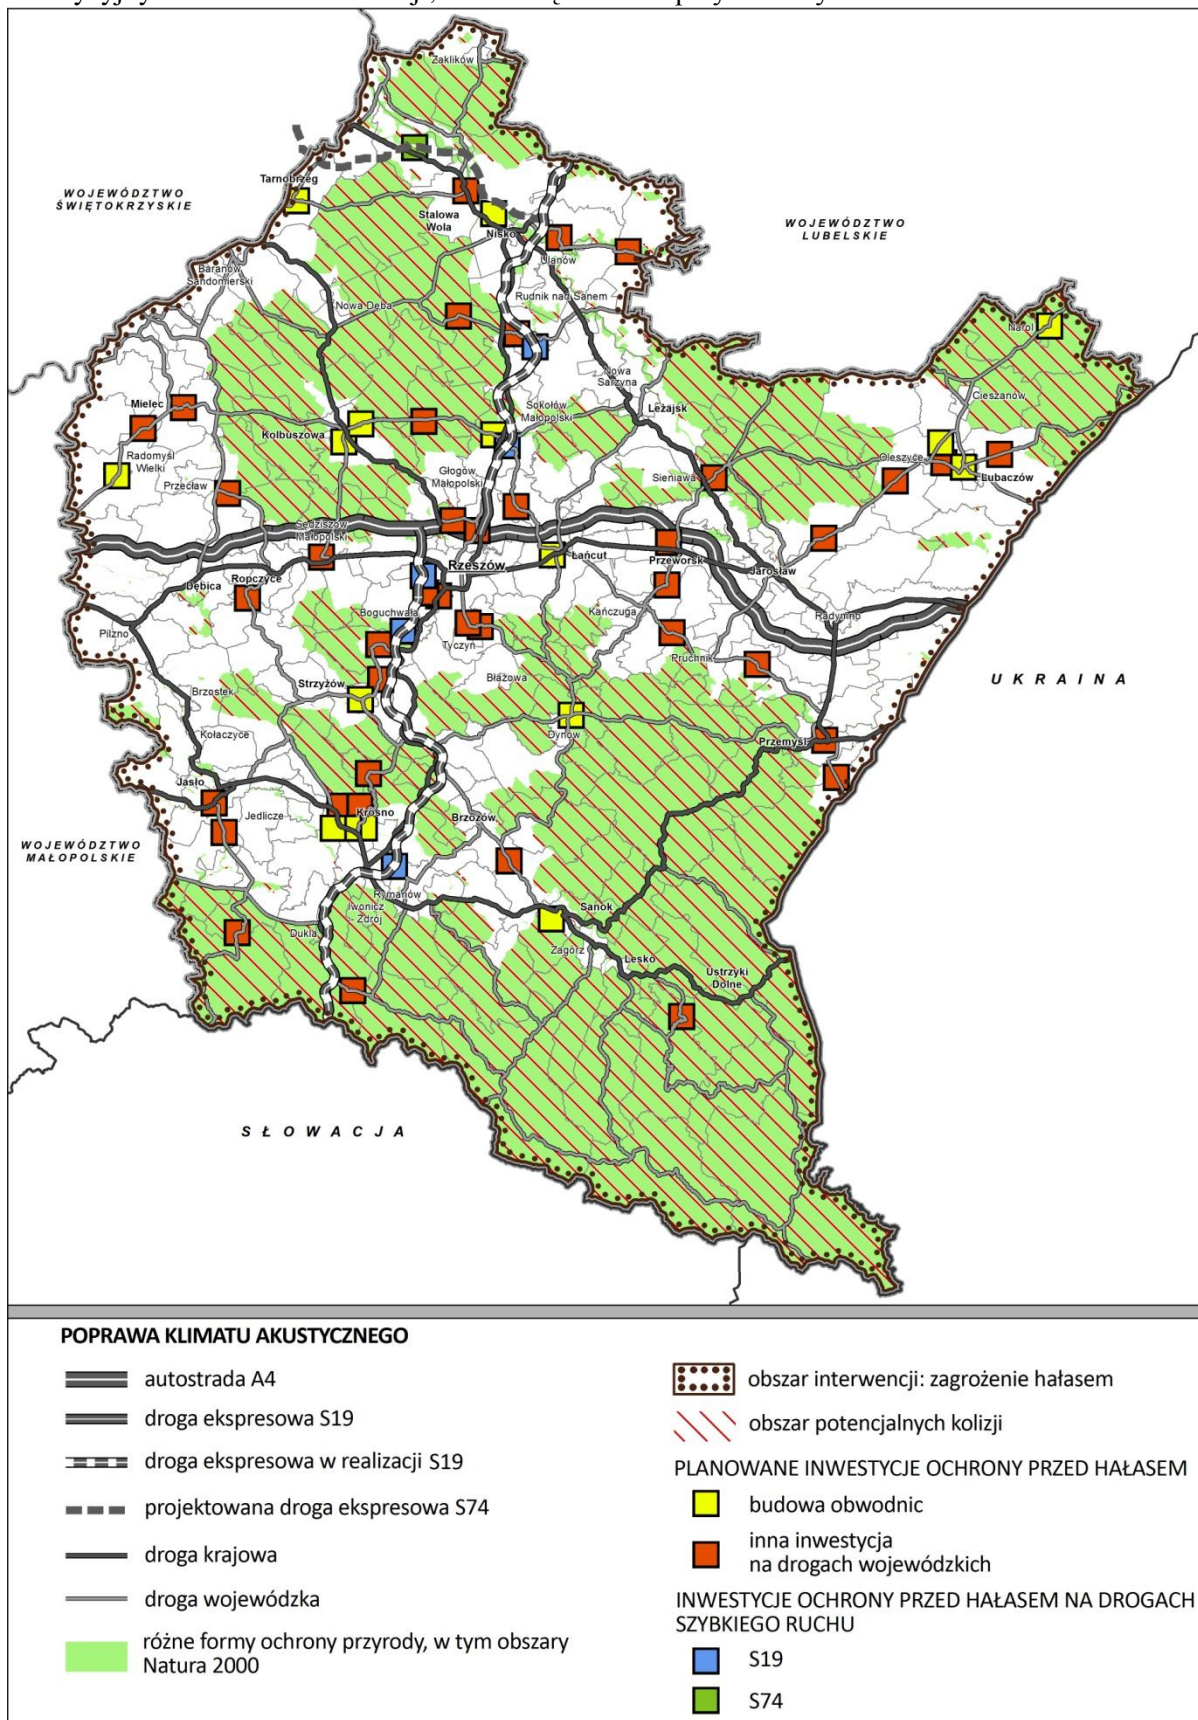 Zaklików
WOJEWÓDZTWO
ŚWIĘTOKRZYSKIE
Tarnobrzeg
Stalowa
Wola
Nisko
WOJEWÓDZTWO
LUBELSKIE
Ulanów
Baranów
Sandomierski
Rudnik nad Sanem
Nowa Dęba
Narol
Nowa
Sarzyna
Cieszanów
Mielec
Sokołów
Małopolski
Leżajsk
Kolbuszowa
Radomyśl
Wielki
Oleszyce
Głogów
Małopolski
Sieniawa
Lubaczów
Przecław
Sędziszów
Małopolski
Łańcut
Rzeszów
Przeworsk
Jarosław
Dębica
Ropczyce
Boguchwała
Kańczuga
Radymno
Pilzno
Tyczyn
Pruchnik
Strzyżów
Błażowa
UKRAINA
Brzostek
Dynów
Przemyśl
Kołaczyce
Jasło
Jedlicze
Krosno
Brzozów
WOJEWÓDZTWO
MAŁOPOLSKIE
Rymanów
Iwonicz
- Zdrój
Sanok
Dukla
Zagórz
Lesko
Ustrzyki
Dolne
SŁOWACJA
POPRAWA KLIMATU AKUSTYCZNEGO
autostrada A4
droga ekspresowa S19
droga ekspresowa w realizacji S19
projektowana droga ekspresowa S74
droga krajowa
droga wojewódzka
różne formy ochrony przyrody, w tym obszary
Natura 2000
obszar interwencji: zagrożenie hałasem
obszar potencjalnych kolizji
PLANOWANE INWESTYCJE OCHRONY PRZED HAŁASEM
budowa obwodnic
inna inwestycja
na drogach wojewódzkich
INWESTYCJE OCHRONY PRZED HAŁASEM NA DROGACH
SZYBKIEGO RUCHU
S19
S74